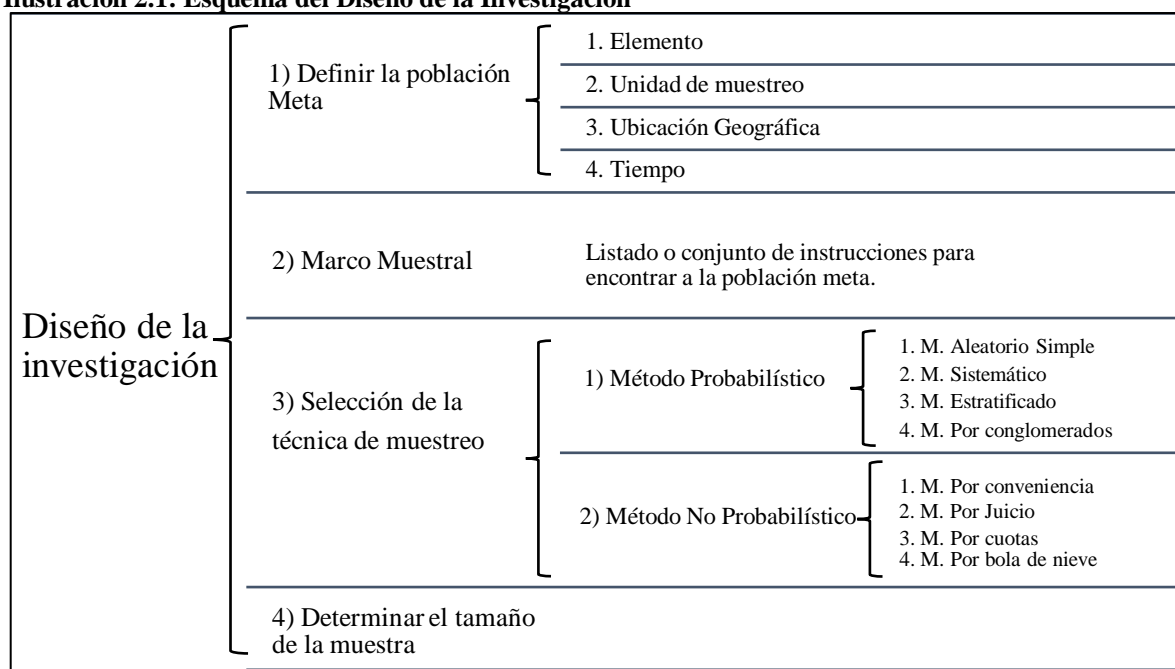 Ilustración 2.1: Esquema del Diseño de la Investigación
Diseño de la
investigación
1) Definir la población
Meta
1. Elemento
2. Unidad de muestreo
3. Ubicación Geográfica
4. Tiempo
2) Marco Muestral
Listado o conjunto de instrucciones para
encontrar a la población meta.
3) Selección de la
técnica de muestreo
1) Método Probabilístico
1. M. Aleatorio Simple
2. M. Sistemático
3. M. Estratificado
4. M. Por conglomerados
2) Método No Probabilístico
1. M. Por conveniencia
2. M. Por Juicio
3. M. Por cuotas
4. M. Por bola de nieve
4) Determinar el tamaño
de la muestra